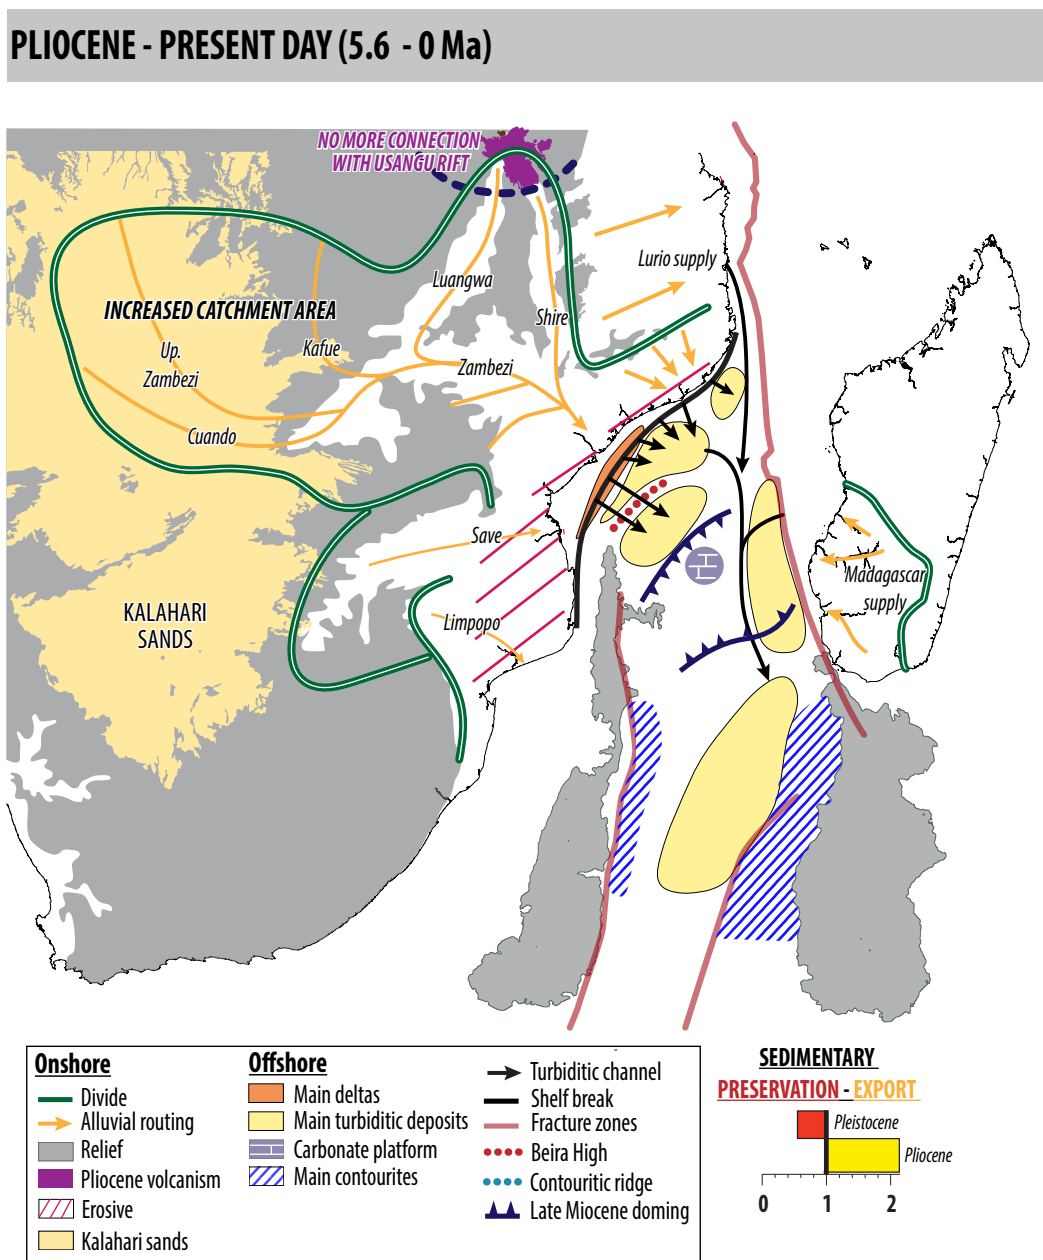 PLIOCENE - PRESENT DAY (5.6 - 0 Ma)
NO MORE CONNECTION
WITH USANGU RIFT
Lurio supply
Luangwa
INCREASED CATCHMENT AREA
Shire
Kafue
Up.
Zambezi
Zambezi
Cuando
Save
Madagascar
supply
KALAHARI
SANDS
Limpopo
Onshore
Divide
Alluvial routing
Relief
Pliocene volcanism
Erosive
Kalahari sands
Offshore
Main deltas
Main turbiditic deposits
Carbonate platform
Main contourites
Turbiditic channel
Shelf break
Fracture zones
Beira High
Contouritic ridge
Late Miocene doming
SEDIMENTARY
PRESERVATION - EXPORT
Pleistocene
Pliocene
0 1 2